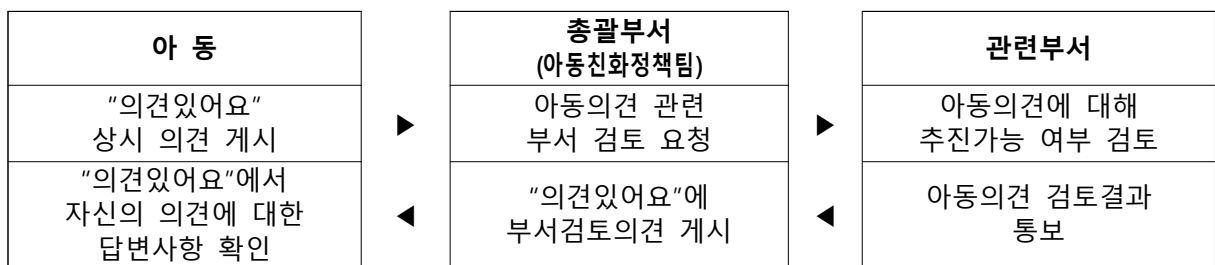 아 동
총괄부서
(아동친화정책팀)
관련부서
"의견있어요"
상시 의견 게시
▶
아동의견 관련
부서 검토 요청
▶
아동의견에 대해
추진가능 여부 검토
"의견있어요"에서
자신의 의견에 대한
답변사항 확인
◀
"의견있어요"에
부서검토의견 게시
◀
아동의견 검토결과
통보